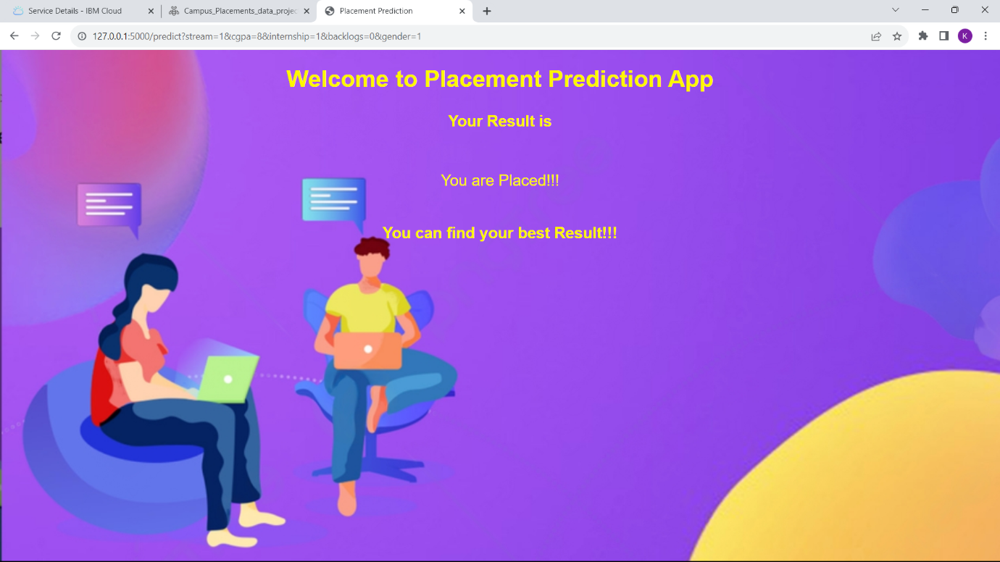 Service Details - IBM Cloud
Campus_Placements_data_projec
Placement Prediction
127.0.0.1:5000/predict?stream=1&cgpa=8&internship=1&backlogs=0&gender=1
K
Welcome to Placement Prediction App
Your Result is
You are Placed!!!
You can find your best Result!!!